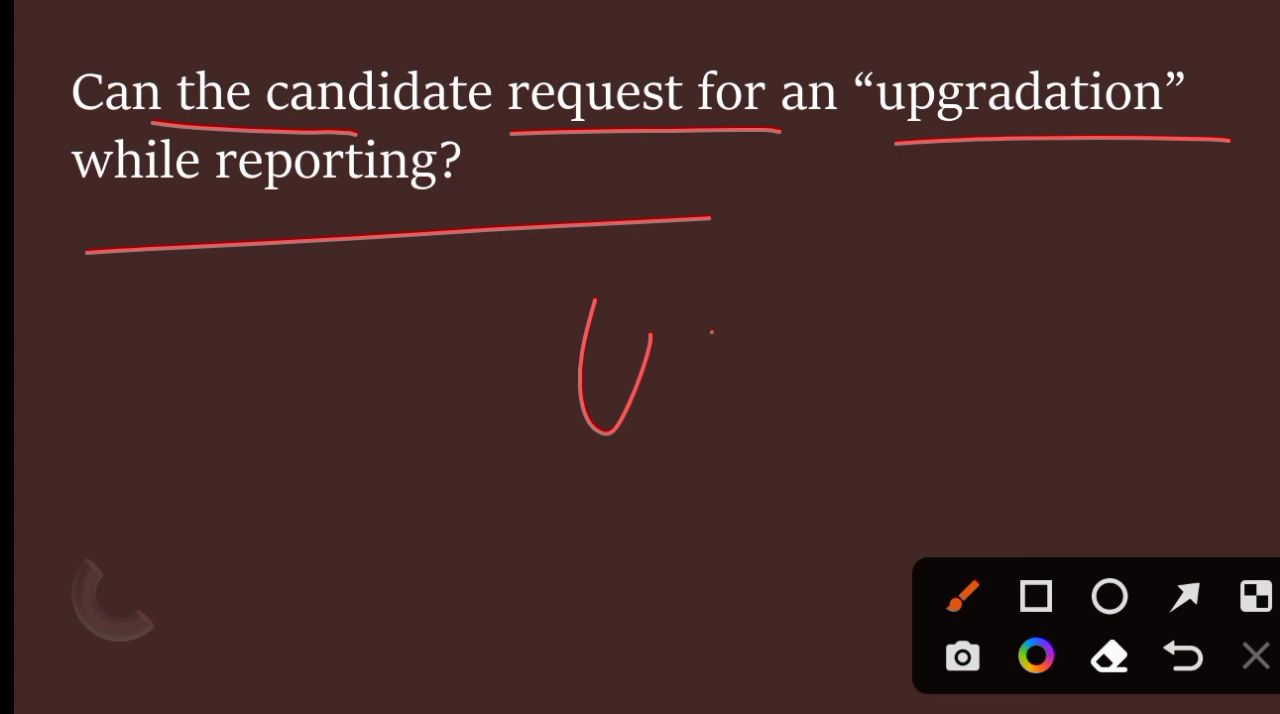 Can the candidate request for an “upgradation”
while reporting?